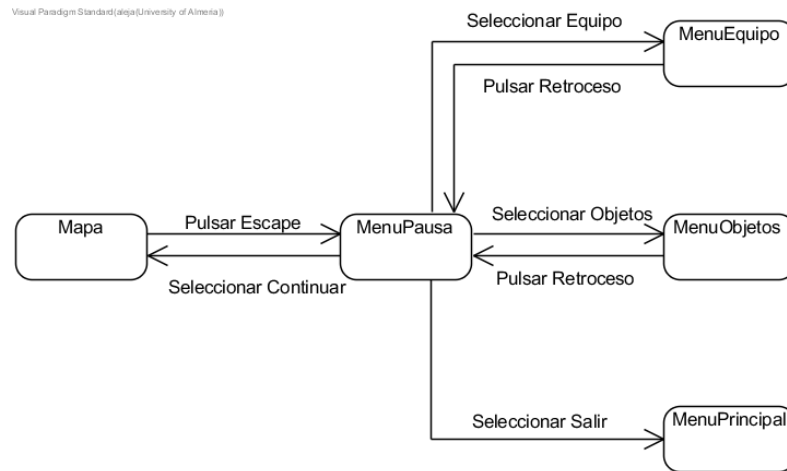 Visual Paradigm Standard(aleja(University of Almeria))
Seleccionar Equipo
MenuEquipo
Pulsar Retroceso
Mapa
Pulsar Escape
MenuPausa
Seleccionar Objetos
MenuObjetos
Seleccionar Continuar
Pulsar Retroceso
Seleccionar Salir
MenuPrincipal